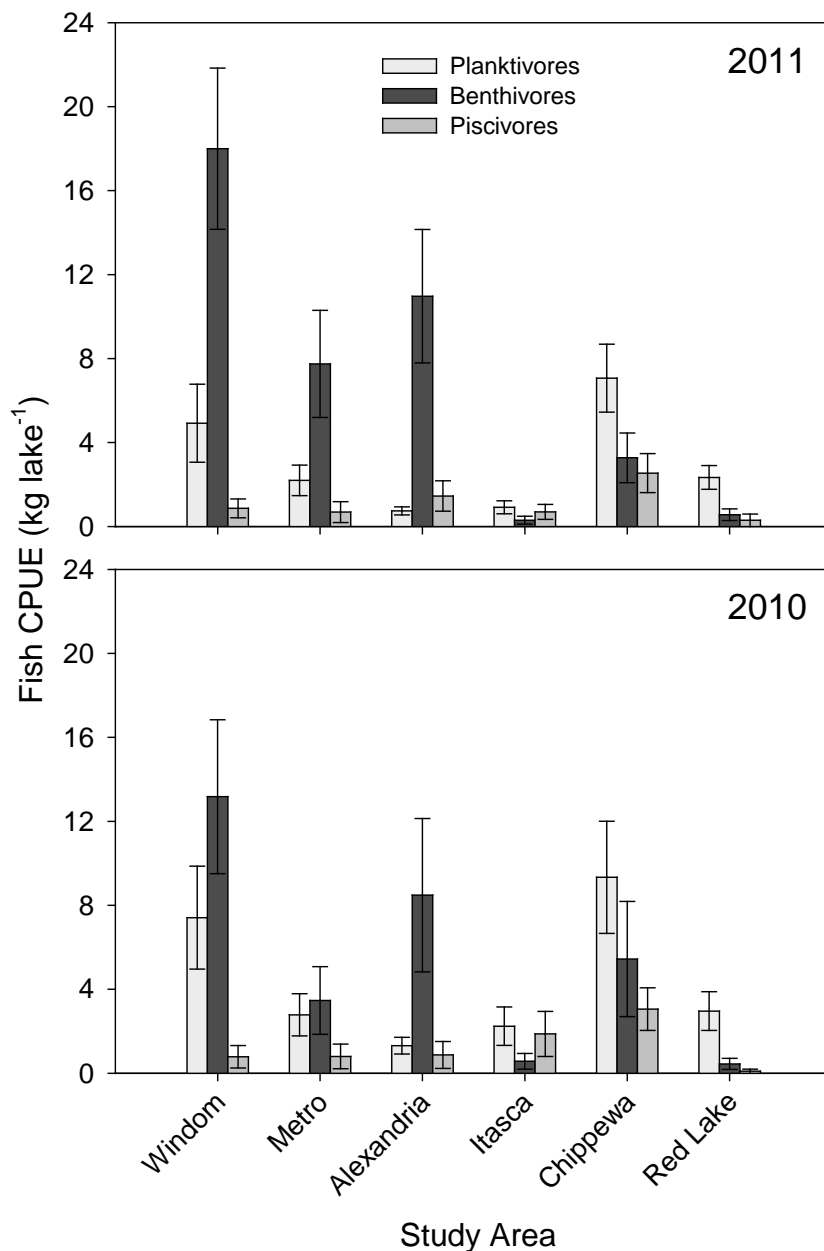 24
20
16
12
8
4
0
2011
Planktivores
Benthivores
Piscivores
Fish CPUE (kg lake⁻¹)
24
20
16
12
8
4
0
2010
Windom
Metro
Alexandria
Itasca
Chippewa
Red Lake
Study Area